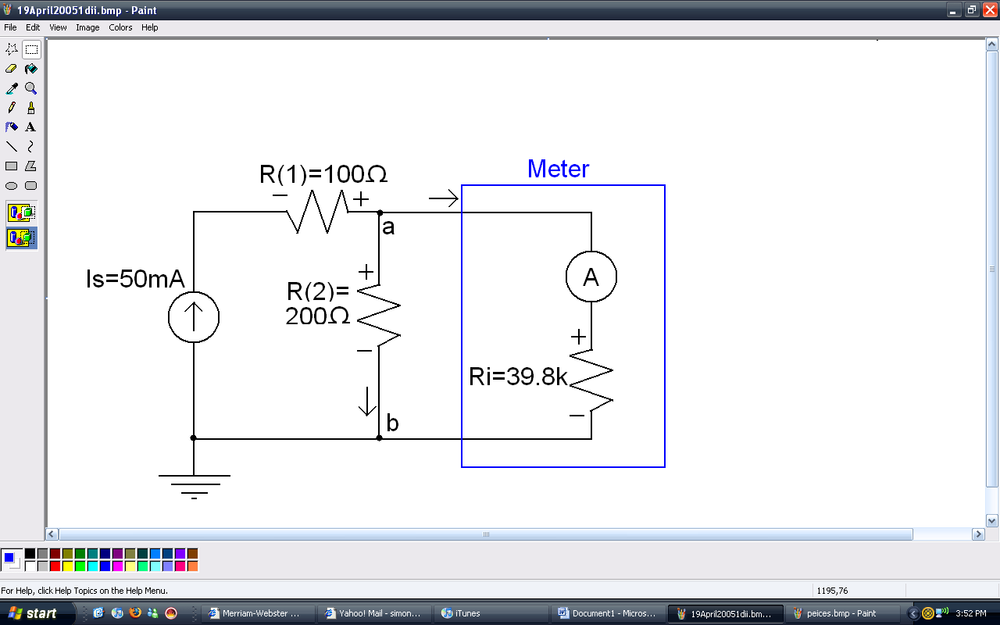 19April20051dii.bmp - Paint
File Edit View Image Colors Help
Meter
R(1)=100Ω
− +
a
Is=50mA
+
R(2)=
200Ω
−
A
+
Ri=39.8k
−
b
For Help, click Help Topics on the Help Menu.
1195,76
start
Merriam-Webster ...
Yahoo! Mail - simon...
iTunes
Document1 - Micros...
19April20051dii.bm...
peices.bmp - Paint
3:52 PM